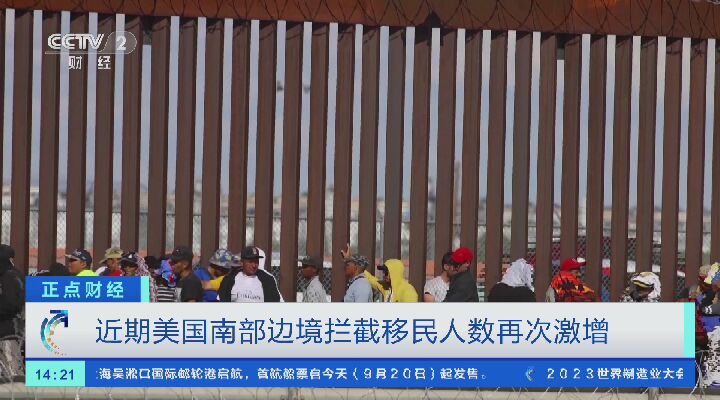 CCTV 2
财经
正点财经
近期美国南部边境拦截移民人数再次激增
14:21 海吴淞口国际邮轮港启航，首航船票自今天（9月20日）起发售。 2023世界制造业大会